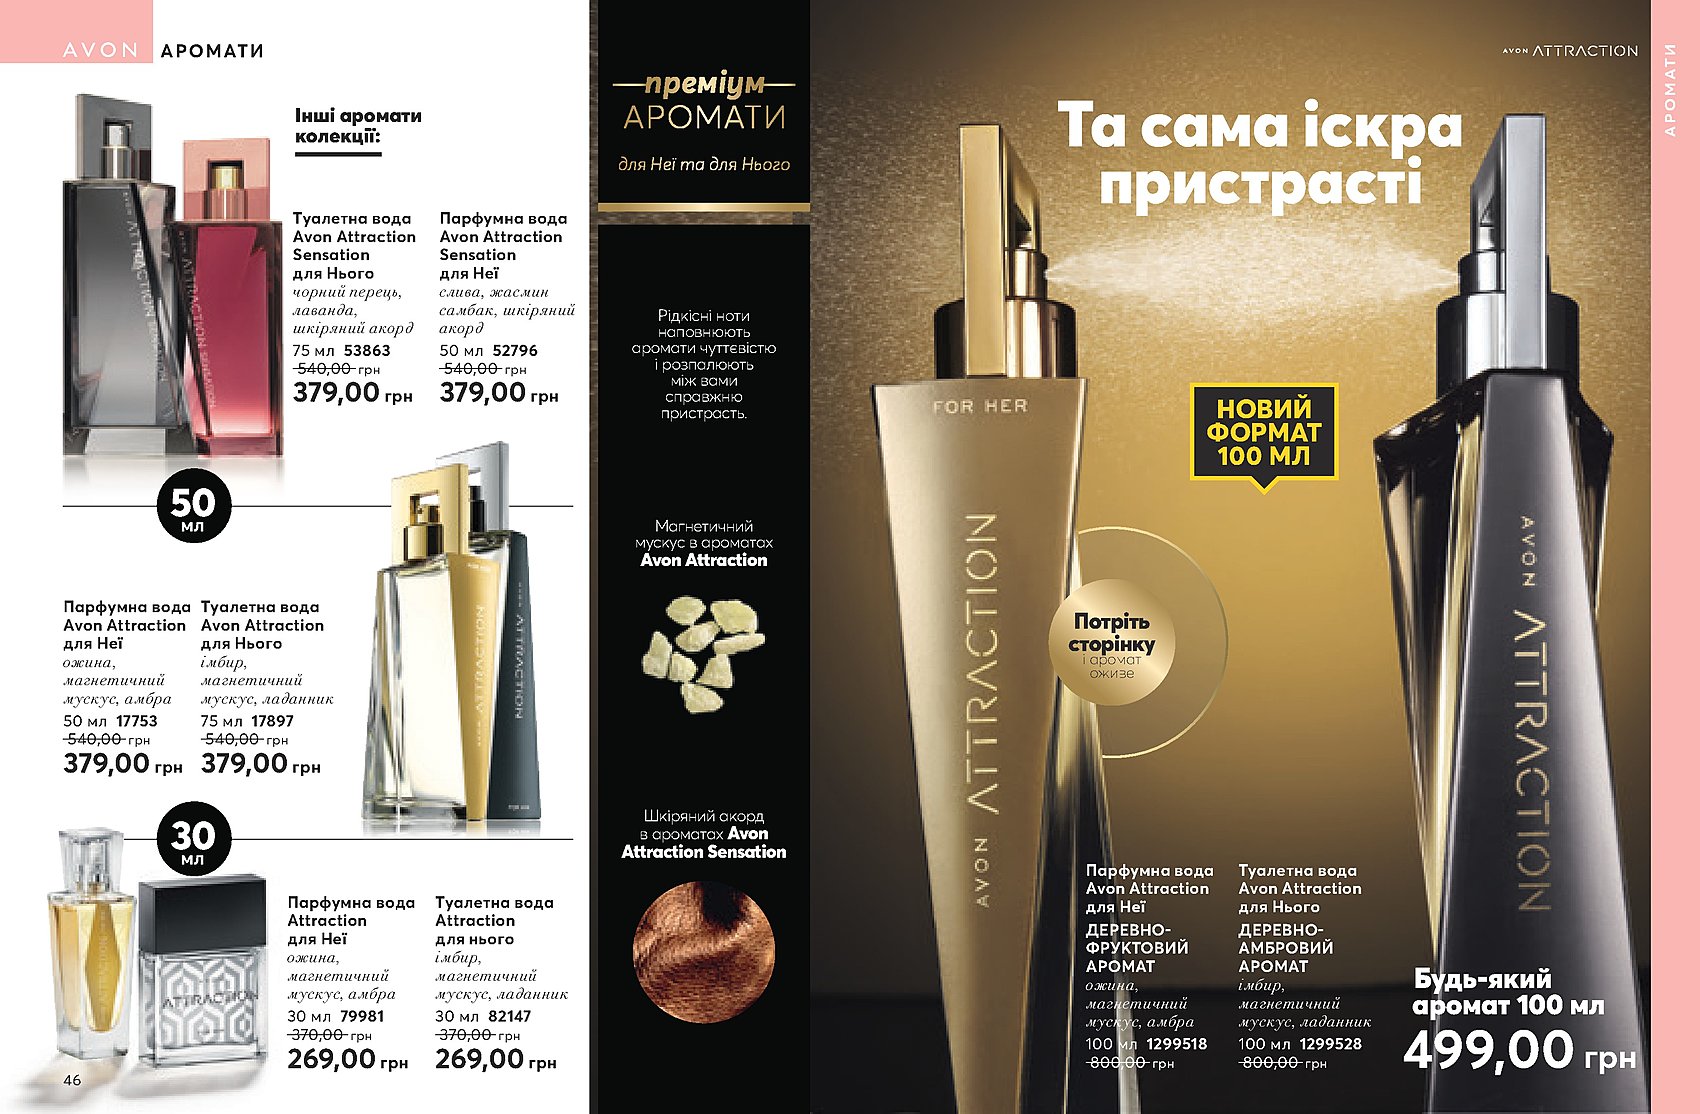 AVON АРОМАТИ
Інші аромати
колекції:
Туалетна вода
Avon Attraction
Sensation
для Нього
чорний перець,
лаванда,
шкіряний акорд
75 мл 53863
540,00 грн
379,00 грн
Парфумна вода
Avon Attraction
Sensation
для Неї
слива, жасмин
самбак, шкіряний
акорд
50 мл 52796
540,00 грн
379,00 грн
50
МЛ
Парфумна вода
Avon Attraction
для Неї
ожина,
магнетичний
мускус, амбра
50 мл 17753
540,00 грн
379,00 грн
Туалетна вода
Avon Attraction
для Нього
імбир,
магнетичний
мускус, ладанник
75 мл 17897
540,00 грн
379,00 грн
ATTRACTION
ATTRACTION
30
МЛ
ATTRACTION
ATTRACTION
Парфумна вода
Attraction
для Неї
ожина,
магнетичний
мускус, амбра
30 мл 79981
370,00 грн
269,00 грн
Туалетна вода
Attraction
для нього
імбир,
магнетичний
мускус, ладанник
30 мл 82147
370,00 грн
269,00 грн
46
преміум
АРОМАТИ
для Неї та для Нього
Рідкісні ноти
наповнюють
аромати чуттєвістю
і розпалюють
між вами
справжню
пристрасть.
Магнетичний
мускус в ароматах
Avon Attraction
Шкіряний акорд
в ароматах Avon
Attraction Sensation
AVON ATTRACTION
АРОМАТИ
Та сама іскра
пристрасті
FOR HER
AVON ATTRACTION
НОВИЙ
ФОРМАТ
100 МЛ
Потріть
сторінку
і аромат
оживе
AVON ATTRACTION
Парфумна вода
Avon Attraction
для Неї
ДЕРЕВНО-
ФРУКТОВИЙ
АРОМАТ
ожина,
магнетичний
мускус, амбра
100 мл 1299518
800,00 грн
Туалетна вода
Avon Attraction
для Нього
ДЕРЕВНО-
АМБРОВИЙ
АРОМАТ
імбир,
магнетичний
мускус, ладанник
100 мл 1299528
800,00 грн
Будь-який
аромат 100 мл
499,00 грн